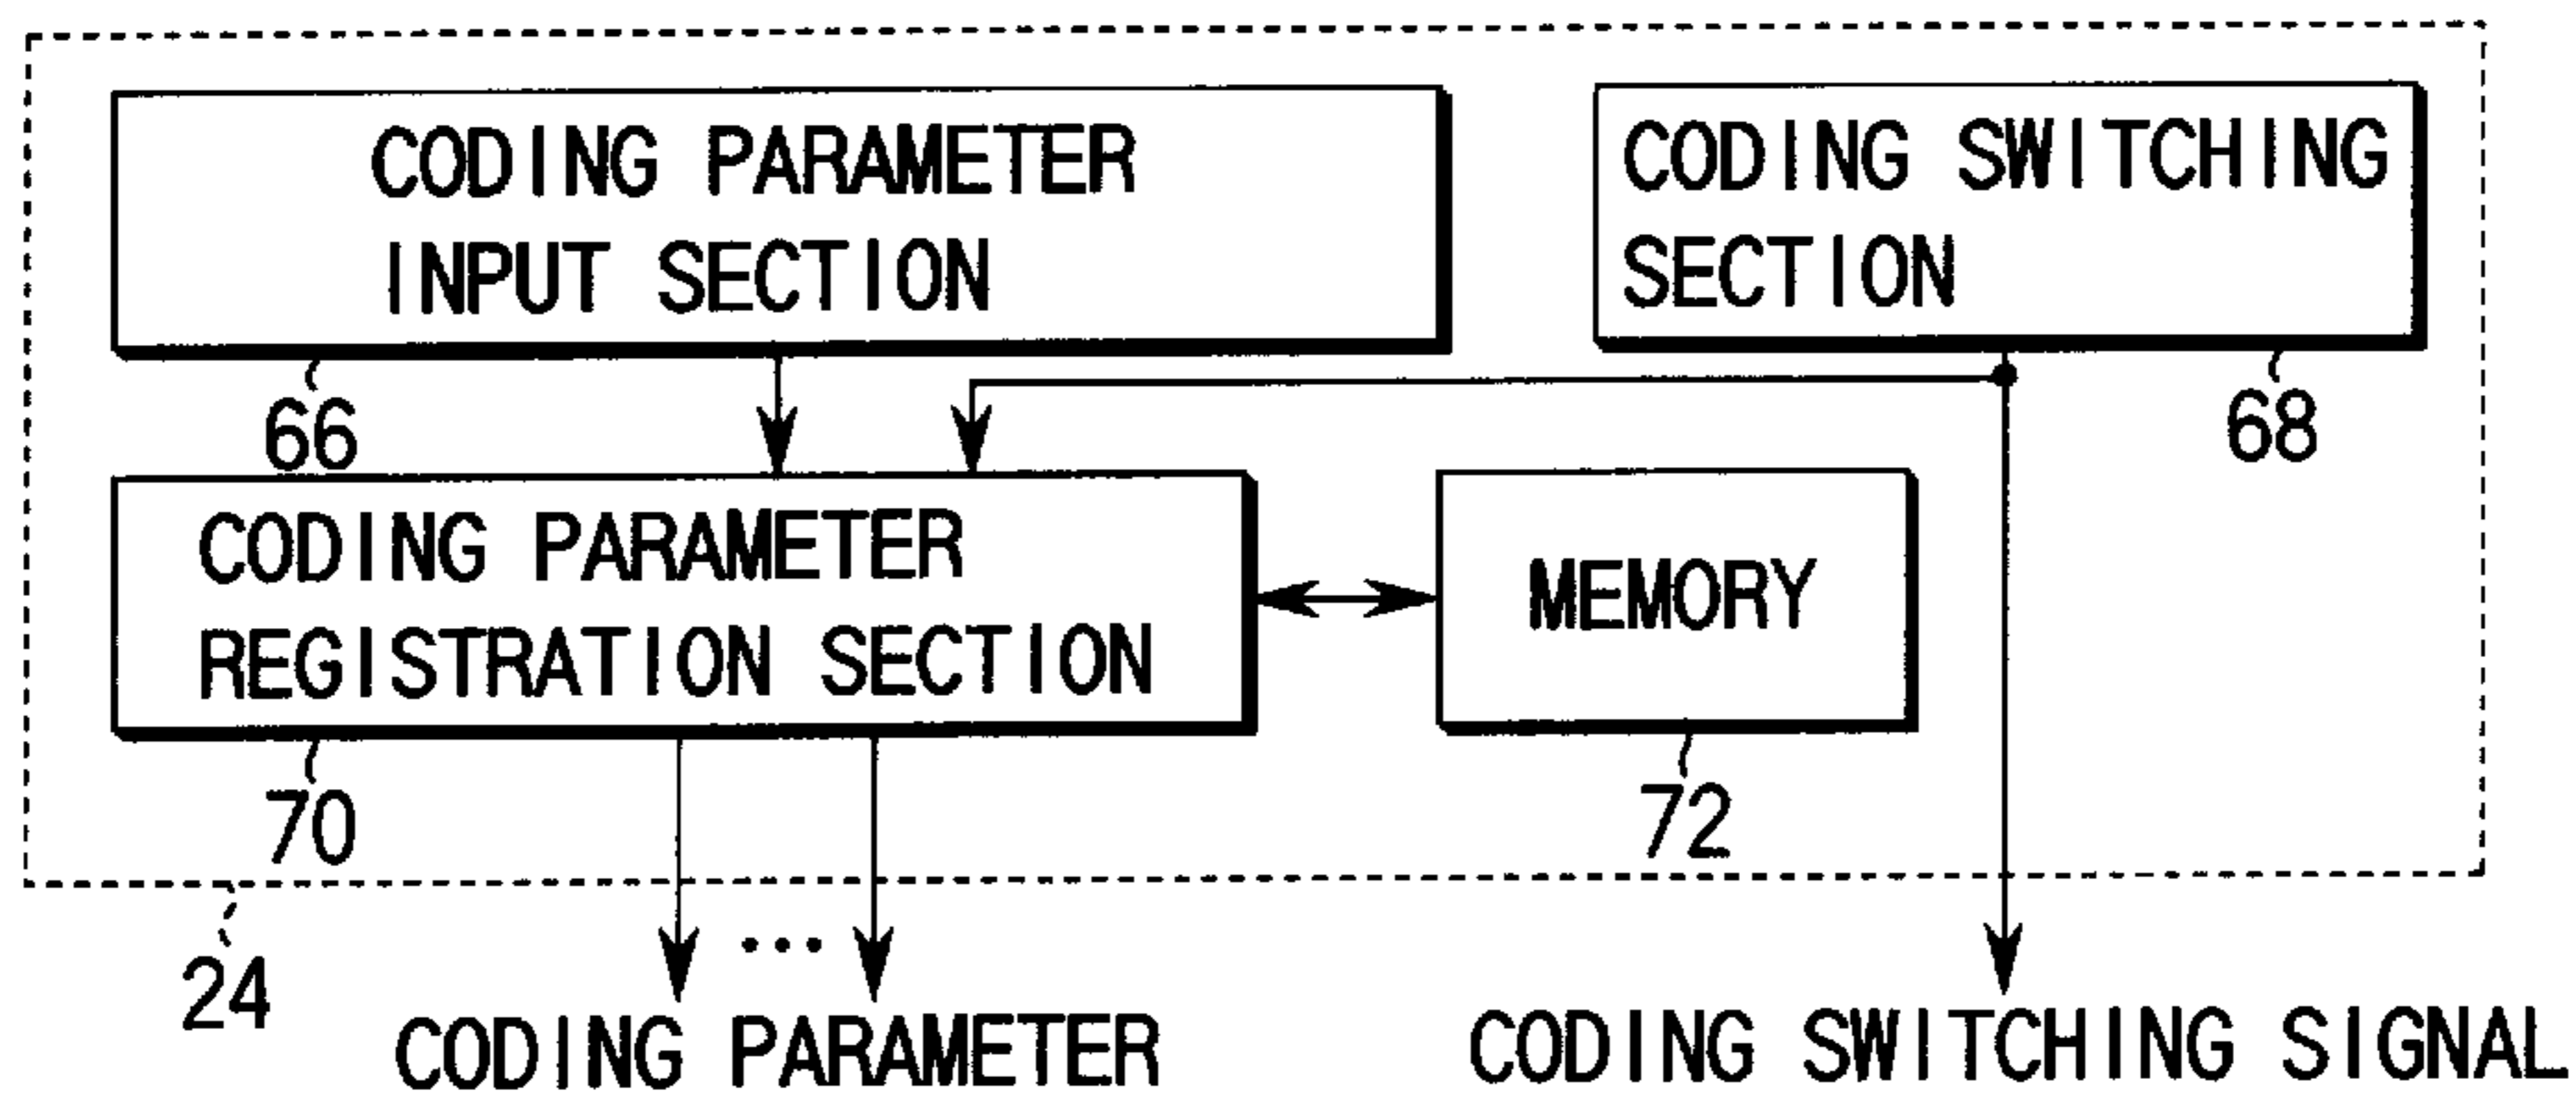 CODING PARAMETER
INPUT SECTION
CODING SWITCHING
SECTION
66
68
CODING PARAMETER
REGISTRATION SECTION
MEMORY
70
72
24
...
CODING PARAMETER
CODING SWITCHING SIGNAL